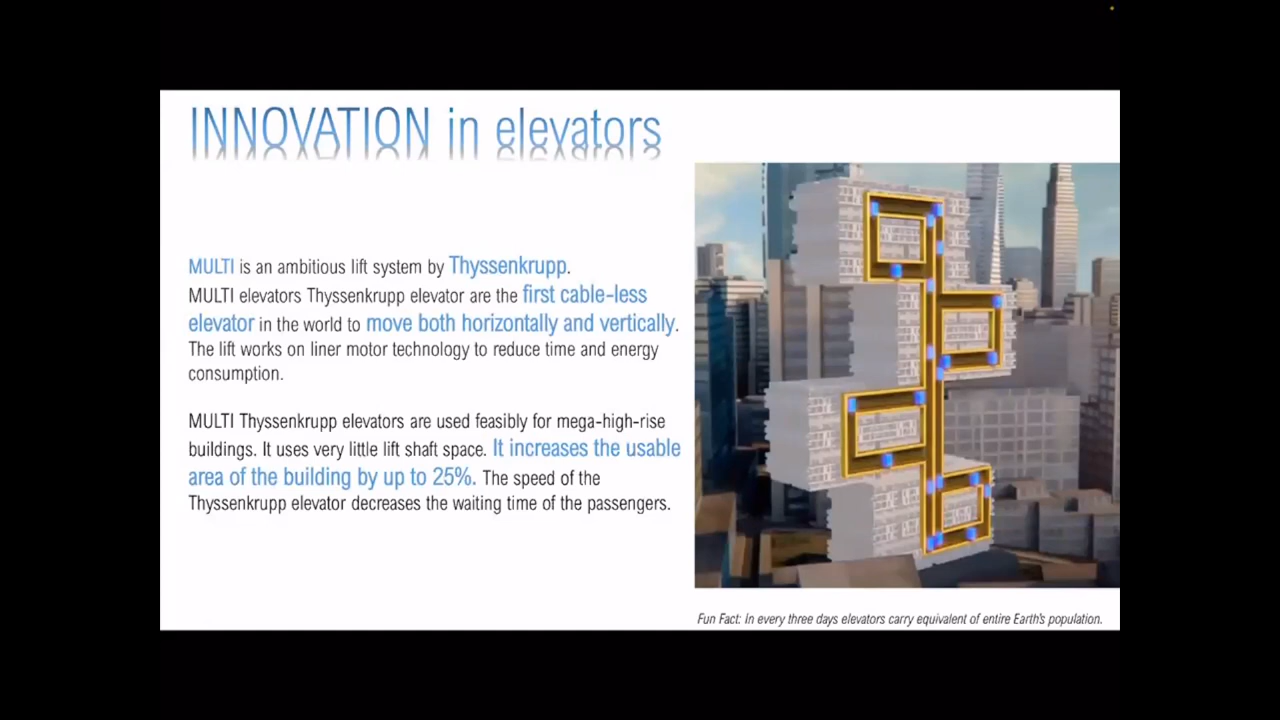 INNOVATION in elevators
MULTI is an ambitious lift system by Thyssenkrupp.
MULTI elevators Thyssenkrupp elevator are the first cable-less
elevator in the world to move both horizontally and vertically.
The lift works on liner motor technology to reduce time and energy
consumption.
MULTI Thyssenkrupp elevators are used feasibly for mega-high-rise
buildings. It uses very little lift shaft space. It increases the usable
area of the building by up to 25%. The speed of the
Thyssenkrupp elevator decreases the waiting time of the passengers.
Fun Fact: In every three days elevators carry equivalent of entire Earth's population.